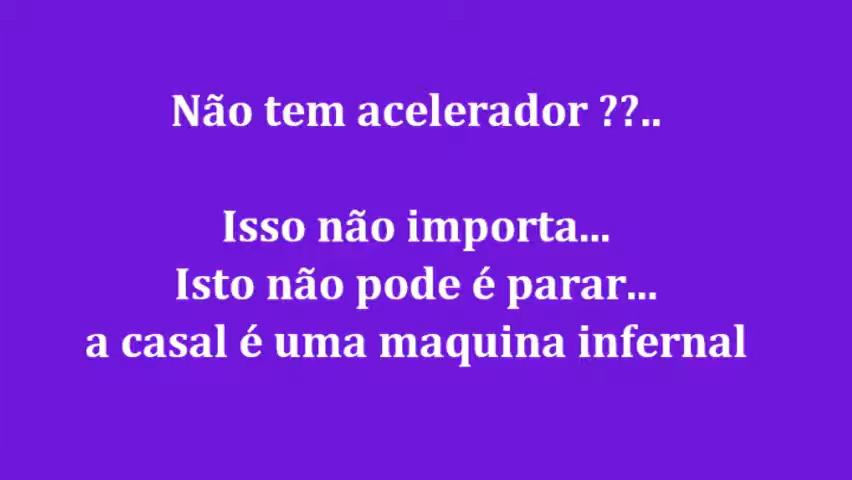 Não tem acelerador ??..
Isso não importa...
Isto não pode é parar...
a casal é uma maquina infernal